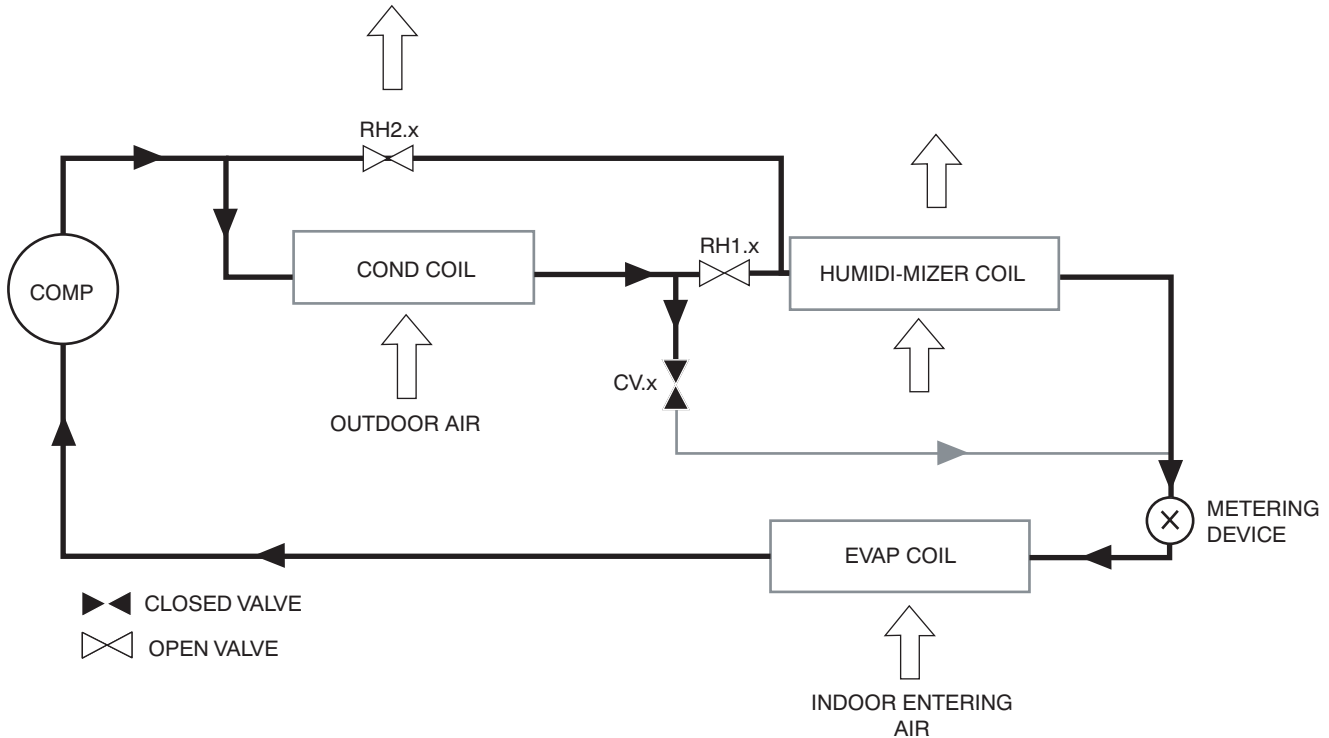 RH2.x
RH1.x
COND COIL
HUMIDI-MIZER COIL
COMP
CV.x
OUTDOOR AIR
METERING
DEVICE
EVAP COIL
CLOSED VALVE
OPEN VALVE
INDOOR ENTERING
AIR